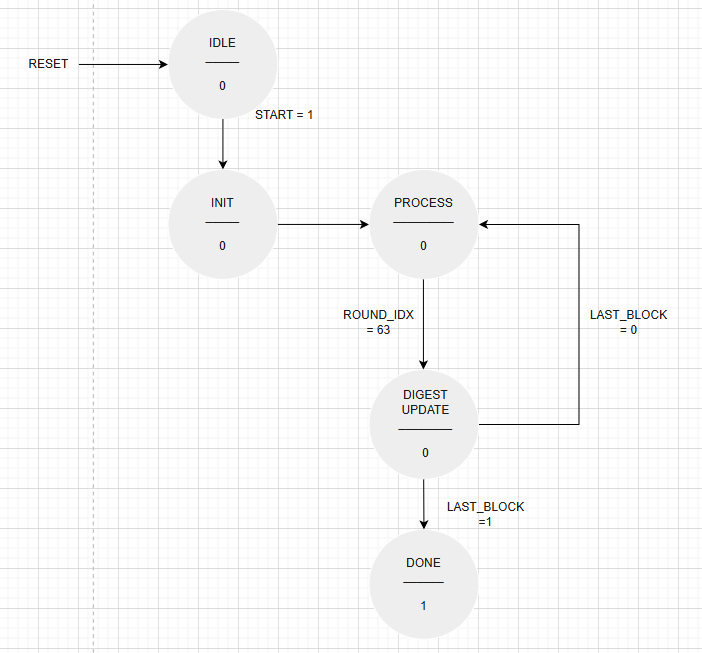 IDLE
0
RESET
START = 1
INIT
0
PROCESS
0
ROUND_IDX
= 63
LAST_BLOCK
= 0
DIGEST
UPDATE
0
LAST_BLOCK
=1
DONE
1